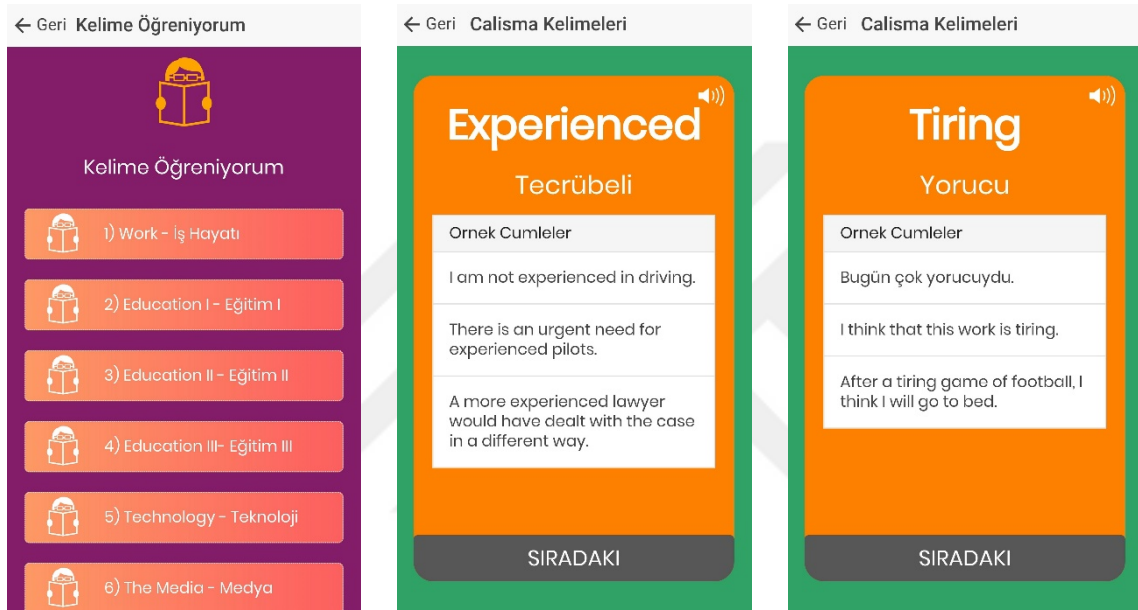 ← Geri Kelime Öğreniyorum
Kelime Öğreniyorum
1) Work - İş Hayatı
2) Education I - Eğitim I
3) Education II - Eğitim II
4) Education III- Eğitim III
5) Technology - Teknoloji
6) The Media - Medya
← Geri Calisma Kelimeleri
Experienced
Tecrübeli
Ornek Cumleler
I am not experienced in driving.
There is an urgent need for
experienced pilots.
A more experienced lawyer
would have dealt with the case
in a different way.
SIRADAKI
← Geri Calisma Kelimeleri
Tiring
Yorucu
Ornek Cumleler
Bugün çok yorucuydu.
I think that this work is tiring.
After a tiring game of football, I
think I will go to bed.
SIRADAKI